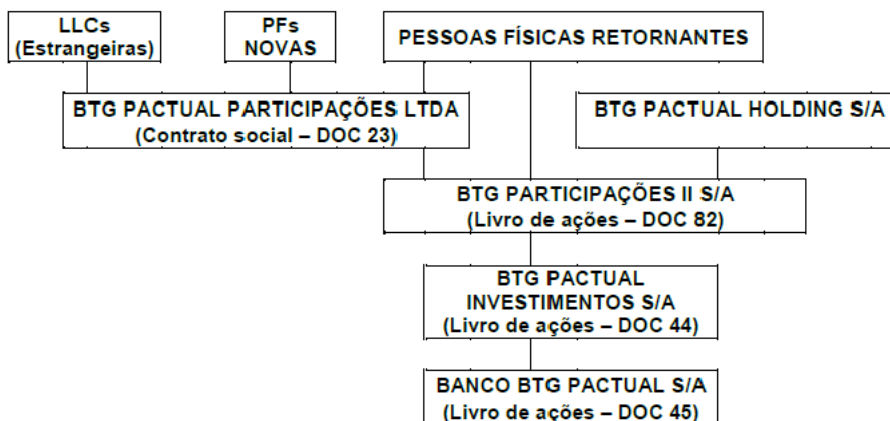 LLCs
(Estrangeiras)
PFs
NOVAS
PESSOAS FÍSICAS RETORNANTES
BTG PACTUAL PARTICIPAÇÕES LTDA
(Contrato social – DOC 23)
BTG PACTUAL HOLDING S/A
BTG PARTICIPAÇÕES II S/A
(Livro de ações – DOC 82)
BTG PACTUAL
INVESTIMENTOS S/A
(Livro de ações – DOC 44)
BANCO BTG PACTUAL S/A
(Livro de ações – DOC 45)